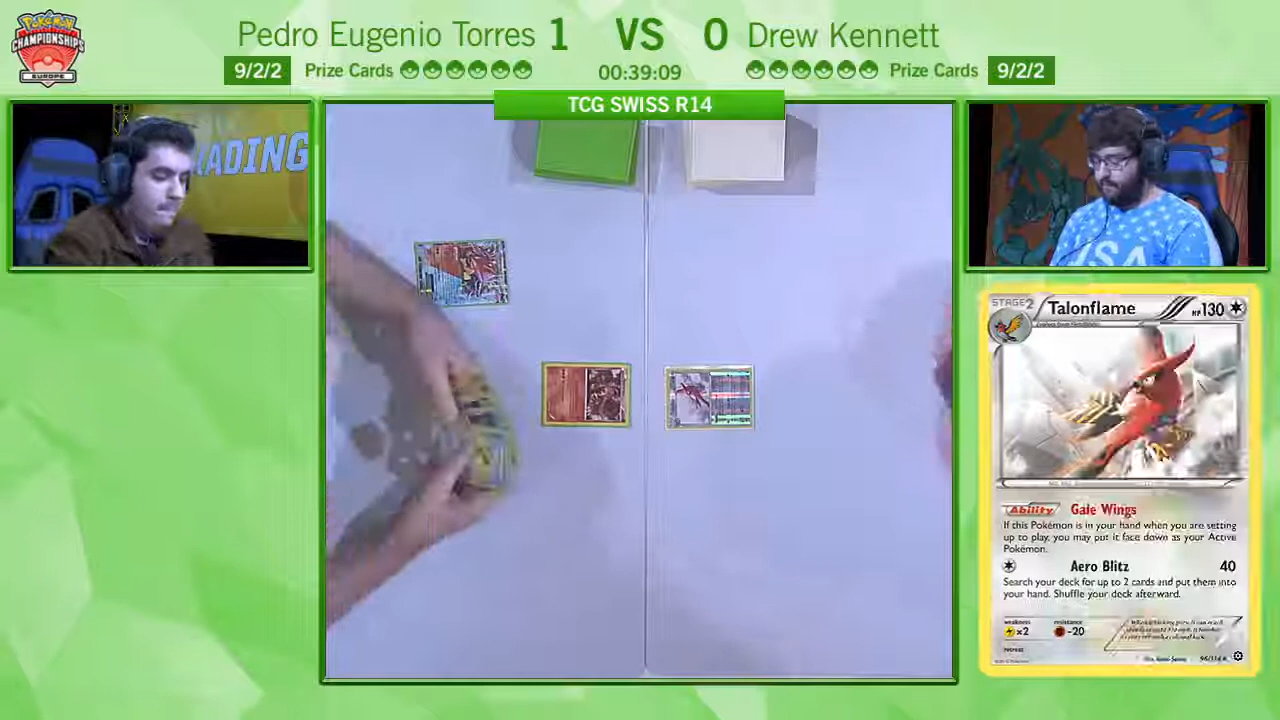 Pokémon
CHAMPIONSHIPS
EUROPE
Pedro Eugenio Torres 1 VS 0 Drew Kennett
9/2/2 Prize Cards 00:39:09 Prize Cards 9/2/2
TCG SWISS R14
RADING
USA
STAGE2 Talonflame HP130
Ability Gale Wings
If this Pokémon is in your hand when you are setting
up to play, you may put it face down as your Active
Pokémon.
Aero Blitz 40
Search your deck for up to 2 cards and put them into
your hand. Shuffle your deck afterward.
weakness resistance
x2 -20
retreat